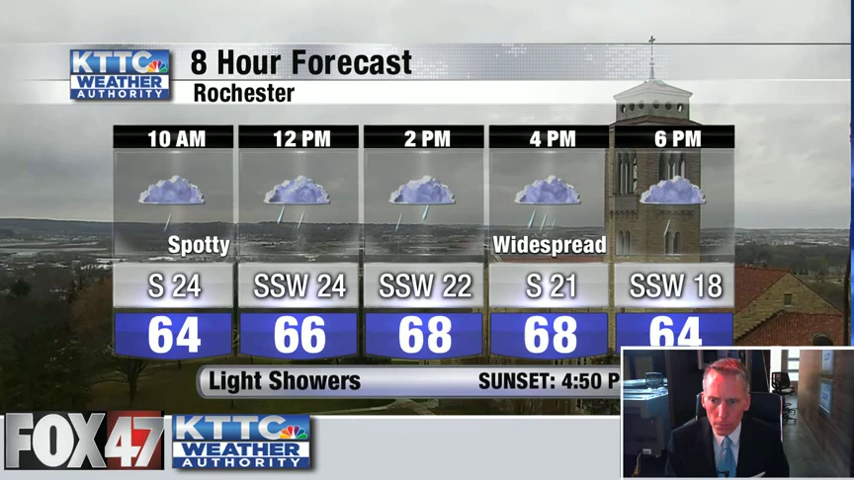 KTTC
WEATHER
AUTHORITY
8 Hour Forecast
Rochester
10 AM 12 PM 2 PM 4 PM 6 PM
Spotty Widespread
S 24 SSW 24 SSW 22 S 21 SSW 18
64 66 68 68 64
Light Showers SUNSET: 4:50 P
FOX 47 KTTC
WEATHER
AUTHORITY